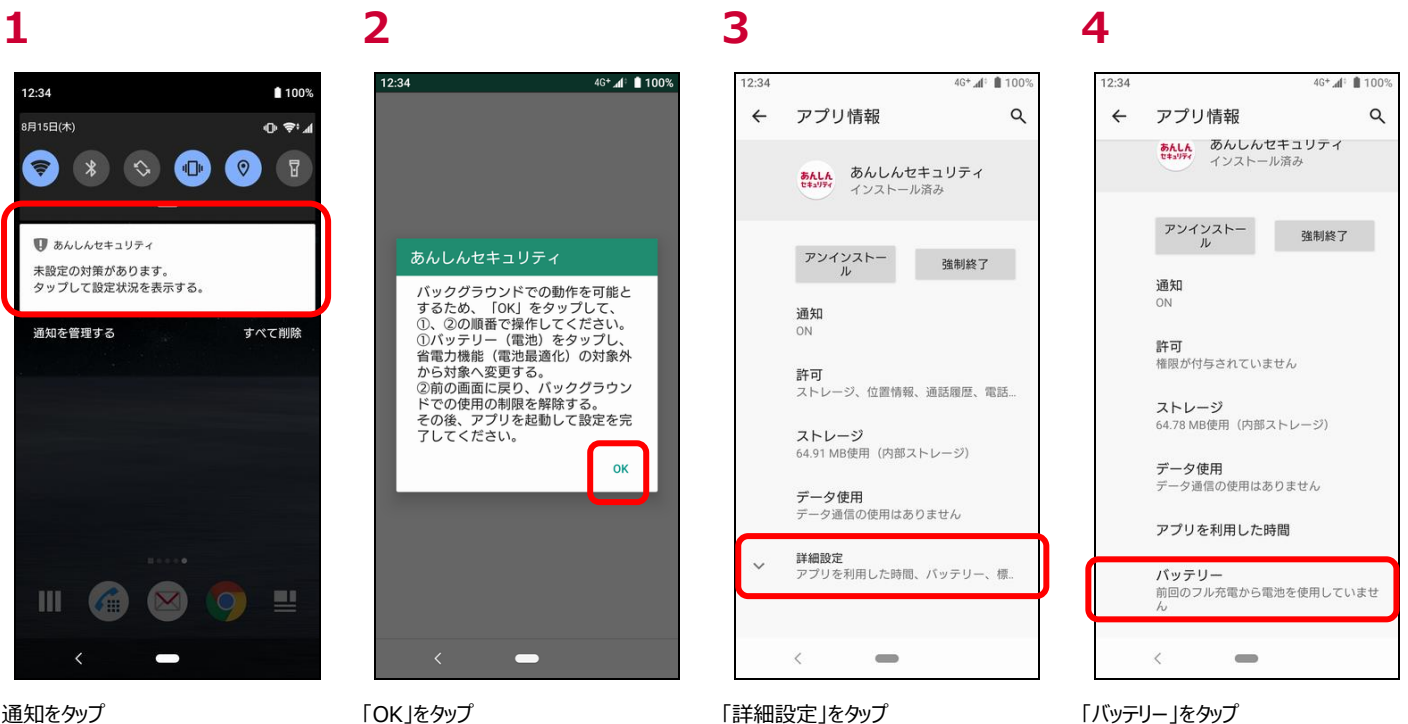 1
2
3
4
12:34
100%
8月15日(木)
あんしんセキュリティ
未設定の対策があります。
タップして設定状況を表示する。
通知を管理する
すべて削除
12:34
4G+
100%
あんしんセキュリティ
バックグラウンドでの動作を可能と
するため、「OK」をタップして、
①、②の順番で操作してください。
①バッテリー（電池）をタップし、
省電力機能（電池最適化）の対象外
から対象へ変更する。
②前の画面に戻り、バックグラウン
ドでの使用の制限を解除する。
その後、アプリを起動して設定を完
了してください。
OK
12:34
4G+
100%
アプリ情報
あんしん
セキュリティ
あんしんセキュリティ
インストール済み
アンインストー
ル
強制終了
通知
ON
許可
ストレージ、位置情報、通話履歴、電話...
ストレージ
64.91 MB使用（内部ストレージ）
データ使用
データ通信の使用はありません
詳細設定
アプリを利用した時間、バッテリー、標..
12:34
4G+
100%
アプリ情報
あんしん
セキュリティ
あんしんセキュリティ
インストール済み
アンインストー
ル
強制終了
通知
ON
許可
権限が付与されていません
ストレージ
64.78 MB使用（内部ストレージ）
データ使用
データ通信の使用はありません
アプリを利用した時間
バッテリー
前回のフル充電から電池を使用していませ
ん
通知をタップ
「OK」をタップ
「詳細設定」をタップ
「バッテリー」をタップ